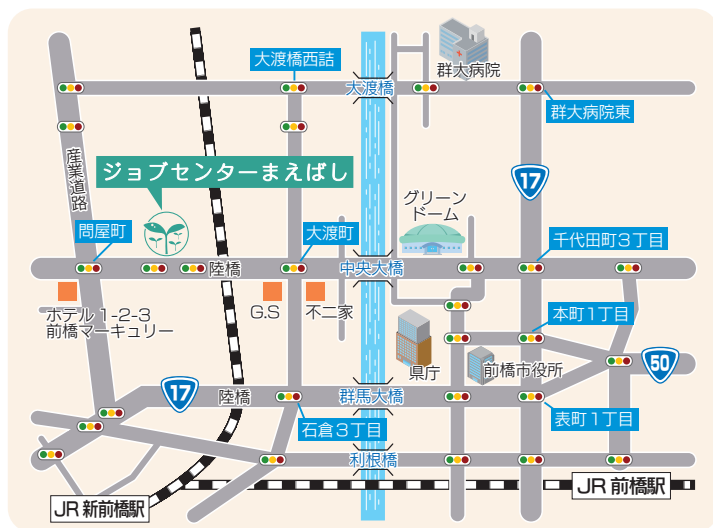 大渡橋西詰
群大病院
大渡橋
群大病院東
産業道路
ジョブセンターまえばし
17
グリーン
ドーム
問屋町
大渡町
千代田町3丁目
陸橋
中央大橋
ホテル 1-2-3
前橋マーキュリー
G.S
不二家
本町1丁目
県庁
前橋市役所
50
17
陸橋
群馬大橋
表町1丁目
石倉3丁目
利根橋
JR 新前橋駅
JR 前橋駅